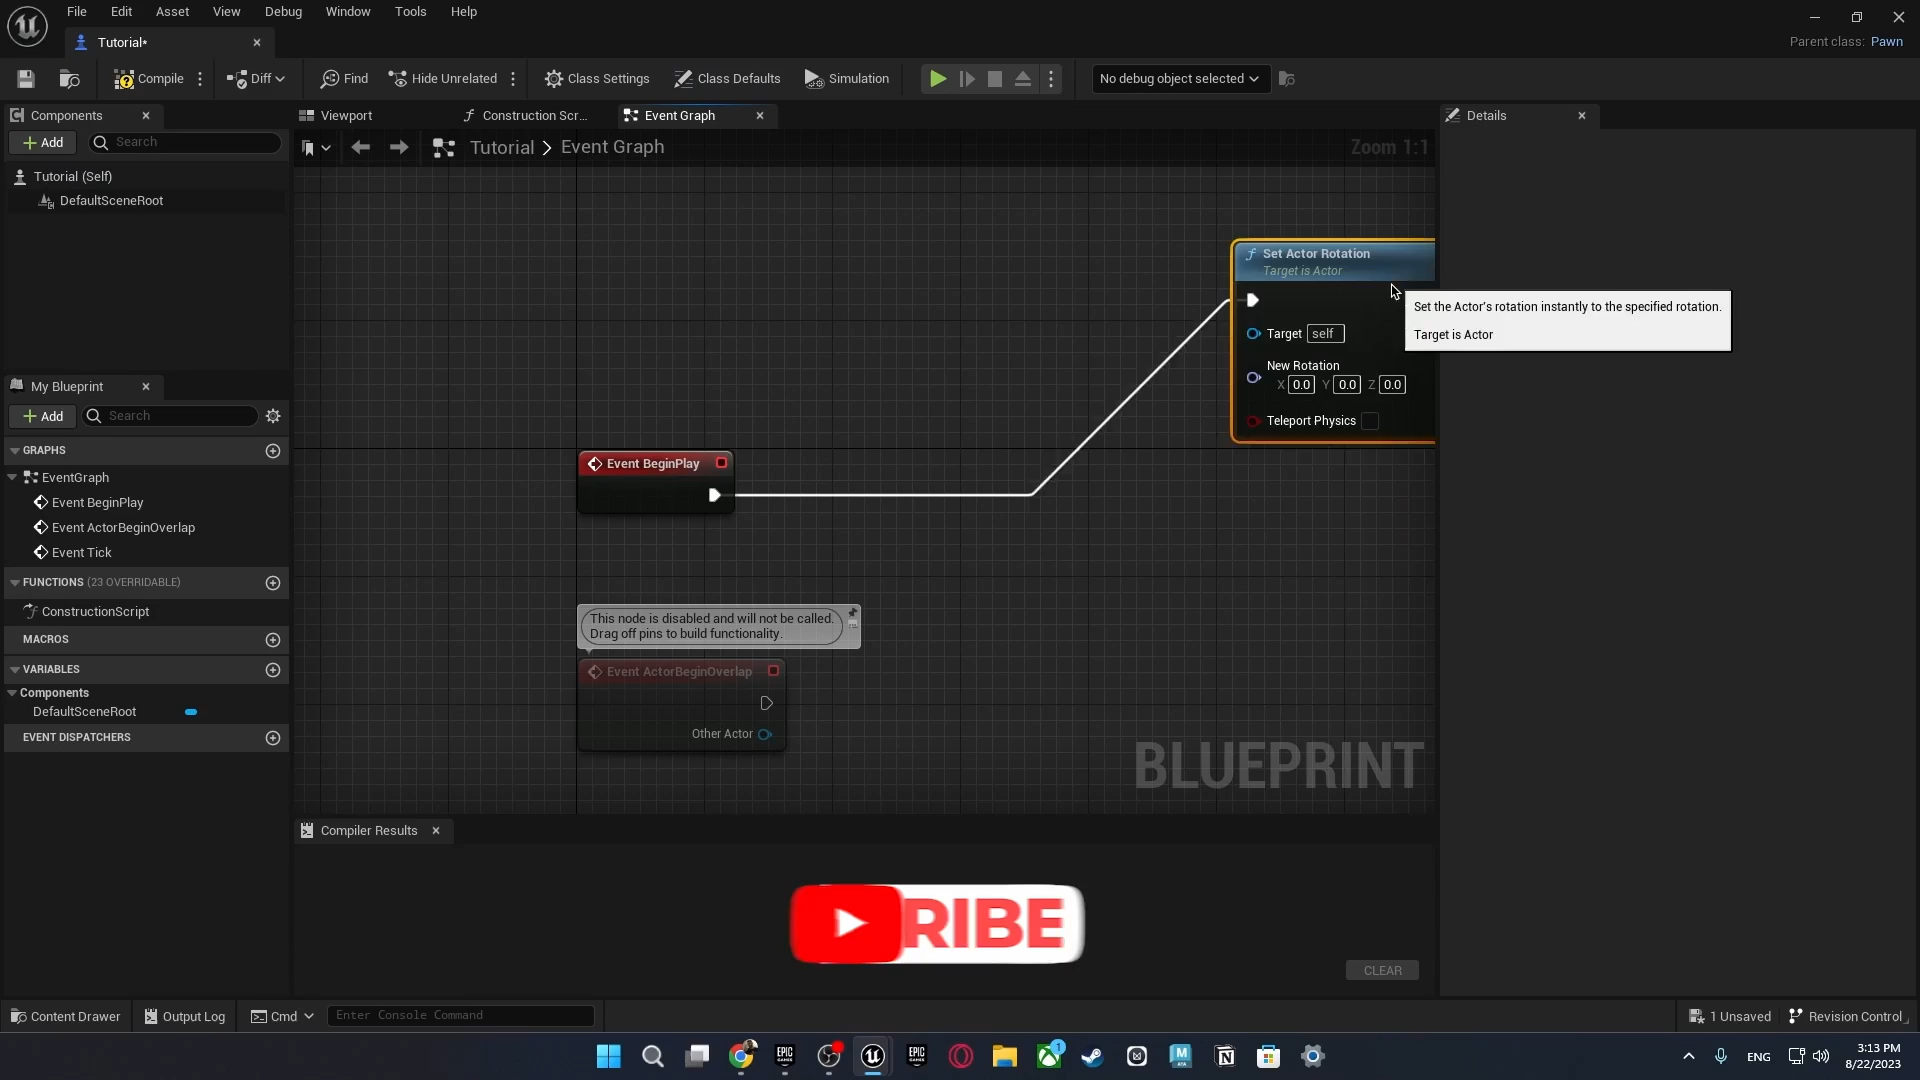 File Edit Asset View Debug Window Tools Help
Tutorial*
Parent class: Pawn
Compile Diff Find Hide Unrelated Class Settings Class Defaults Simulation No debug object selected
Components
Viewport
Construction Scr...
Event Graph
Details
Add
Search
Tutorial > Event Graph
Zoom 1:1
Tutorial (Self)
DefaultSceneRoot
Set Actor Rotation
Target is Actor
Set the Actor's rotation instantly to the specified rotation.
Target is Actor
Target self
New Rotation
X 0.0 Y 0.0 Z 0.0
Teleport Physics
My Blueprint
Add
Search
GRAPHS
EventGraph
Event BeginPlay
Event ActorBeginOverlap
Event Tick
FUNCTIONS (23 OVERRIDABLE)
ConstructionScript
MACROS
VARIABLES
Components
DefaultSceneRoot
EVENT DISPATCHERS
Event BeginPlay
This node is disabled and will not be called.
Drag off pins to build functionality.
Event ActorBeginOverlap
Other Actor
BLUEPRINT
Compiler Results
RIBE
CLEAR
Content Drawer Output Log Cmd Enter Console Command
1 Unsaved Revision Control
EPIC GAMES
EPIC GAMES
1
M
N
ENG
3:13 PM
8/22/2023